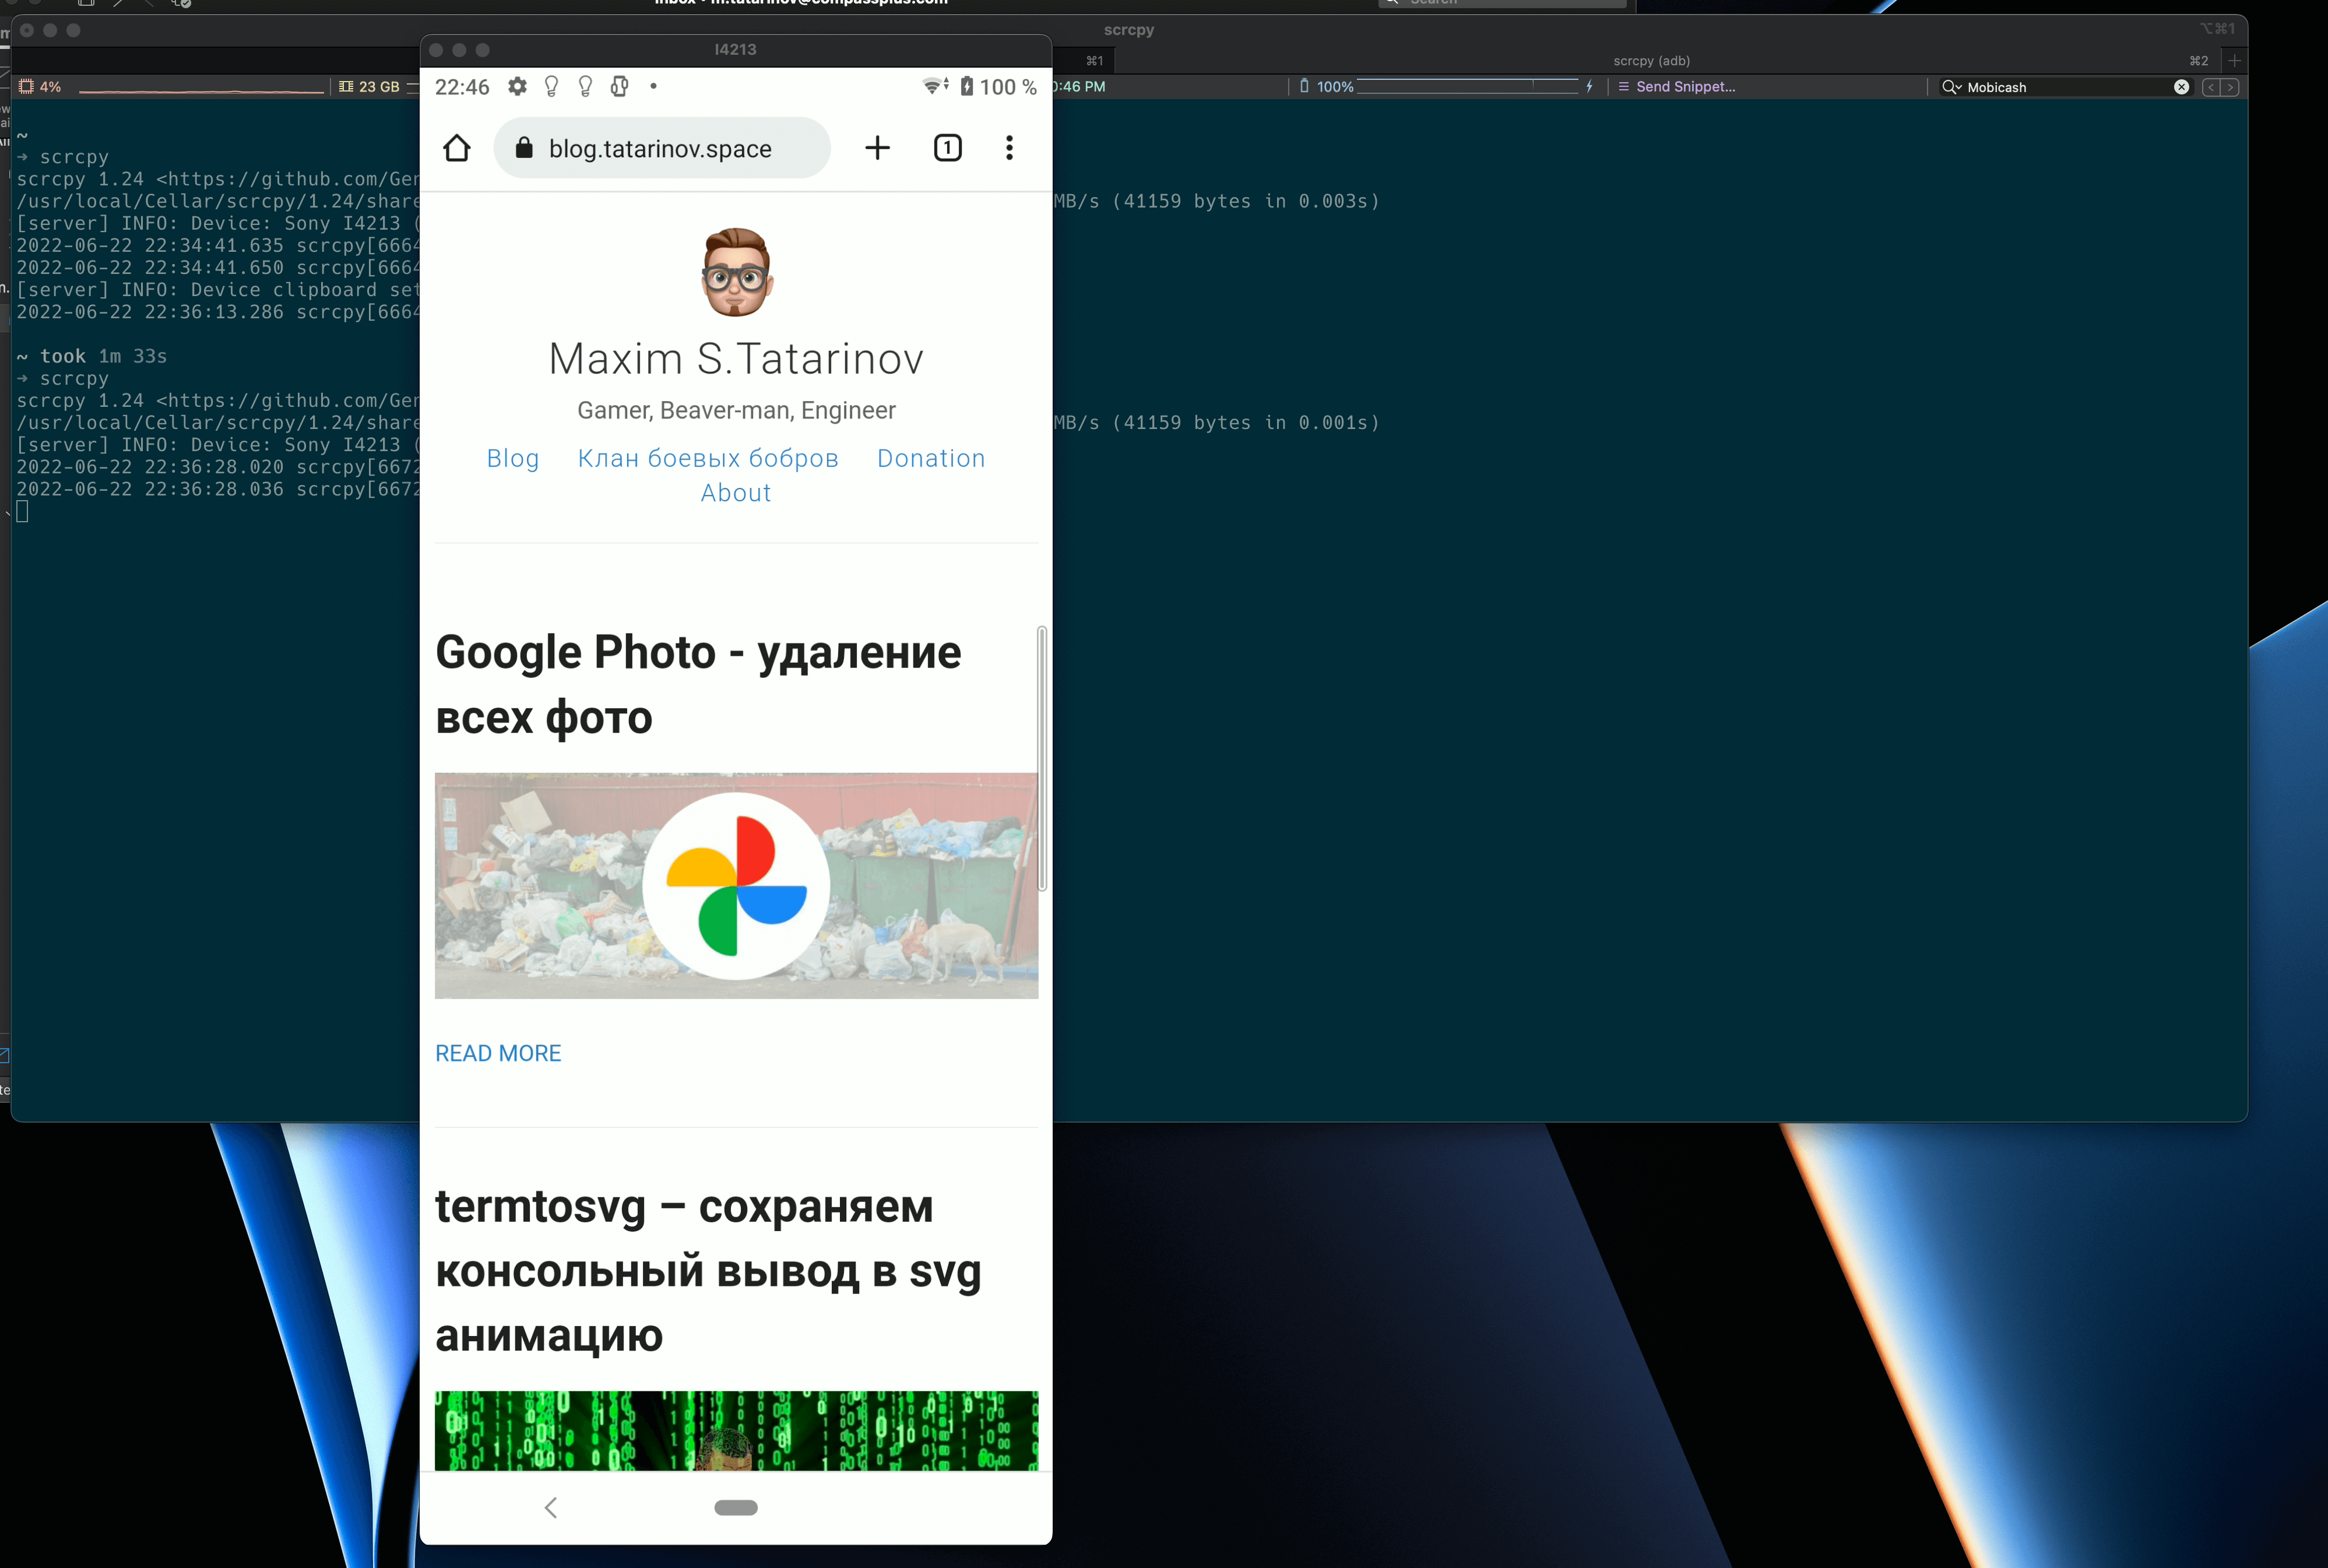 Inbox • m.tatarinov@compassplus.com
Search
scrcpy
⌥⌘1
⌘1
scrcpy (adb)
⌘2
4%
23 GB
0:46 PM
100%
Send Snippet...
Mobicash
~
→ scrcpy
scrcpy 1.24 <https://github.com/Ger
/usr/local/Cellar/scrcpy/1.24/share
MB/s (41159 bytes in 0.003s)
[server] INFO: Device: Sony I4213 (
2022-06-22 22:34:41.635 scrcpy[6664
2022-06-22 22:34:41.650 scrcpy[6664
[server] INFO: Device clipboard set
2022-06-22 22:36:13.286 scrcpy[6664
~ took 1m 33s
→ scrcpy
scrcpy 1.24 <https://github.com/Ger
/usr/local/Cellar/scrcpy/1.24/share
MB/s (41159 bytes in 0.001s)
[server] INFO: Device: Sony I4213 (
2022-06-22 22:36:28.020 scrcpy[6672
2022-06-22 22:36:28.036 scrcpy[6672
I4213
22:46
100 %
blog.tatarinov.space
1
Maxim S.Tatarinov
Gamer, Beaver-man, Engineer
Blog Клан боевых бобров Donation
About
Google Photo - удаление
всех фото
READ MORE
termtosvg – сохраняем
консольный вывод в svg
анимацию